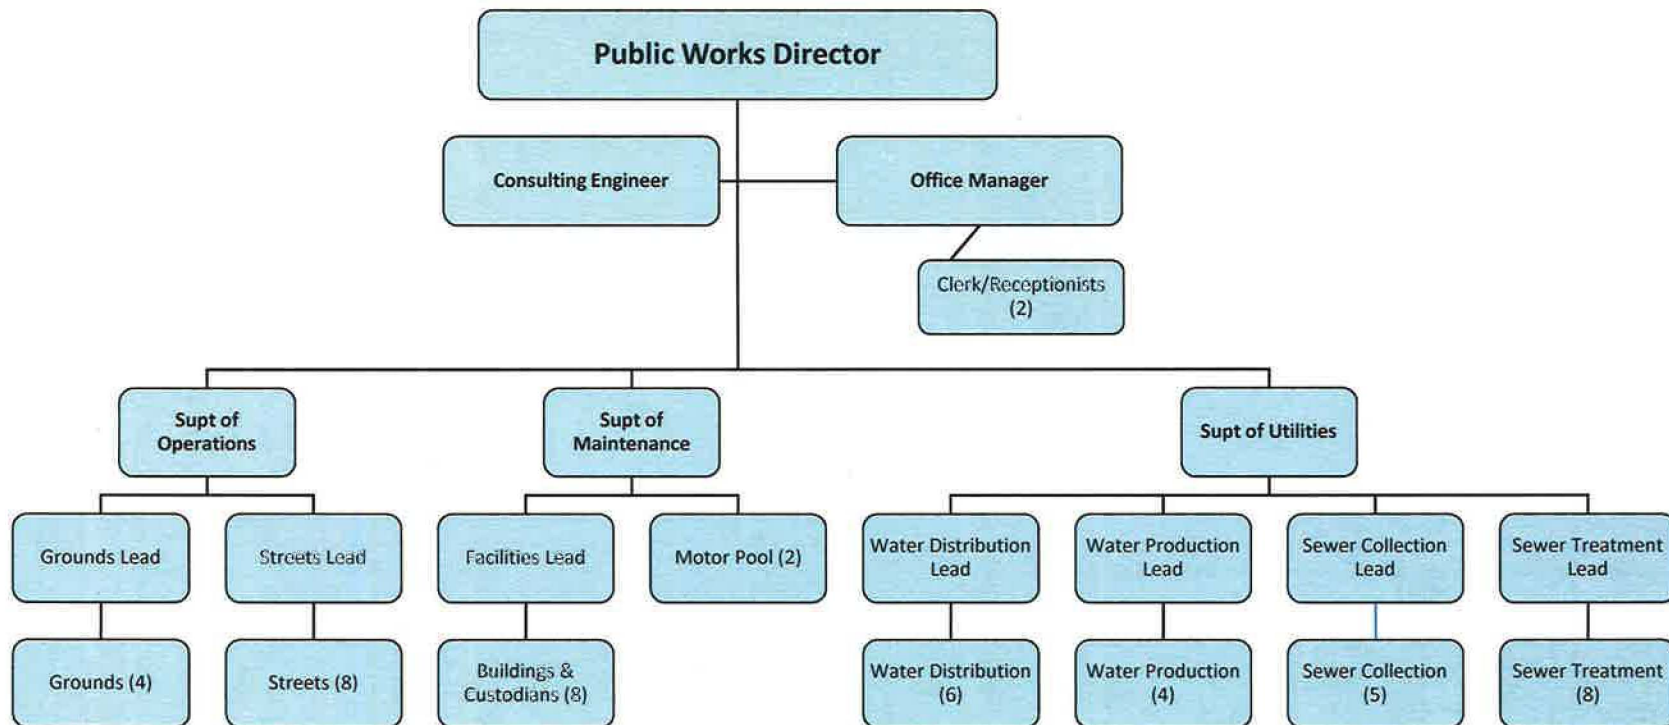 Public Works Director
Consulting Engineer
Office Manager
Clerk/Receptionists
(2)
Supt of
Operations
Supt of
Maintenance
Supt of Utilities
Grounds Lead
Streets Lead
Facilities Lead
Motor Pool (2)
Water Distribution
Lead
Water Production
Lead
Sewer Collection
Lead
Sewer Treatment
Lead
Grounds (4)
Streets (8)
Buildings &
Custodians (8)
Water Distribution
(6)
Water Production
(4)
Sewer Collection
(5)
Sewer Treatment
(8)